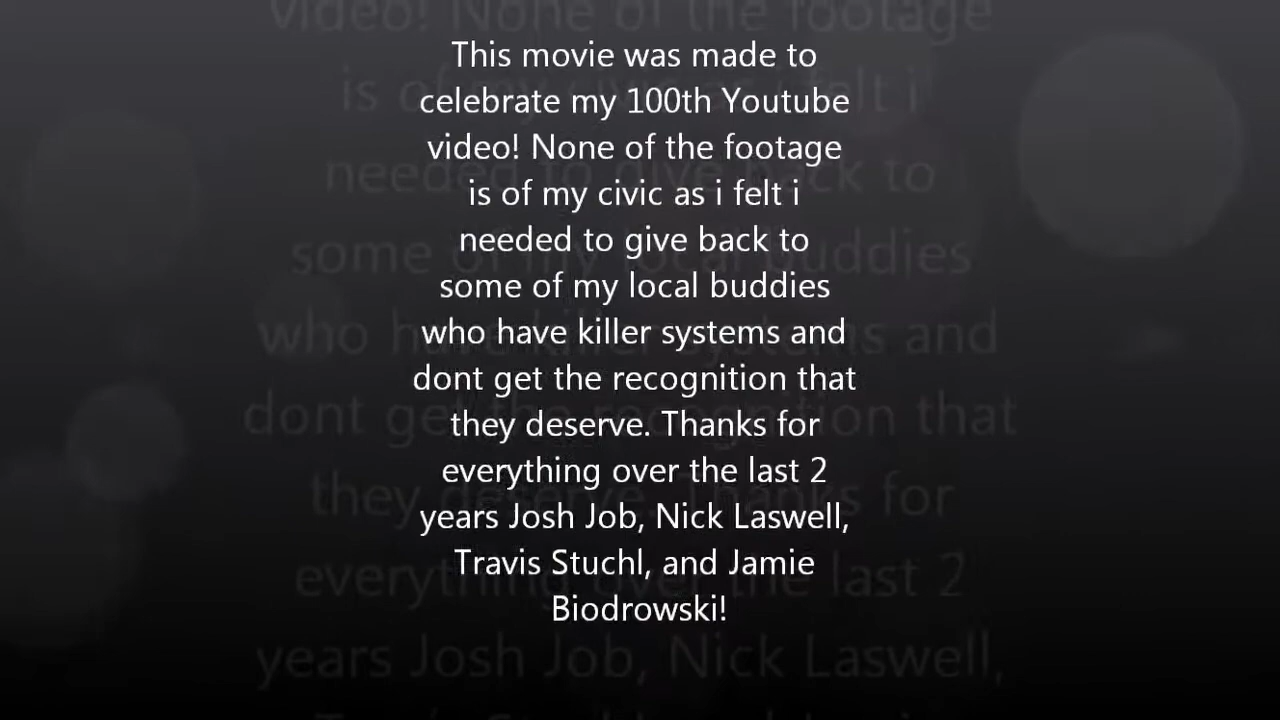 This movie was made to
celebrate my 100th Youtube
video! None of the footage
is of my civic as i felt i
needed to give back to
some of my local buddies
who have killer systems and
dont get the recognition that
they deserve. Thanks for
everything over the last 2
years Josh Job, Nick Laswell,
Travis Stuchl, and Jamie
Biodrowski!